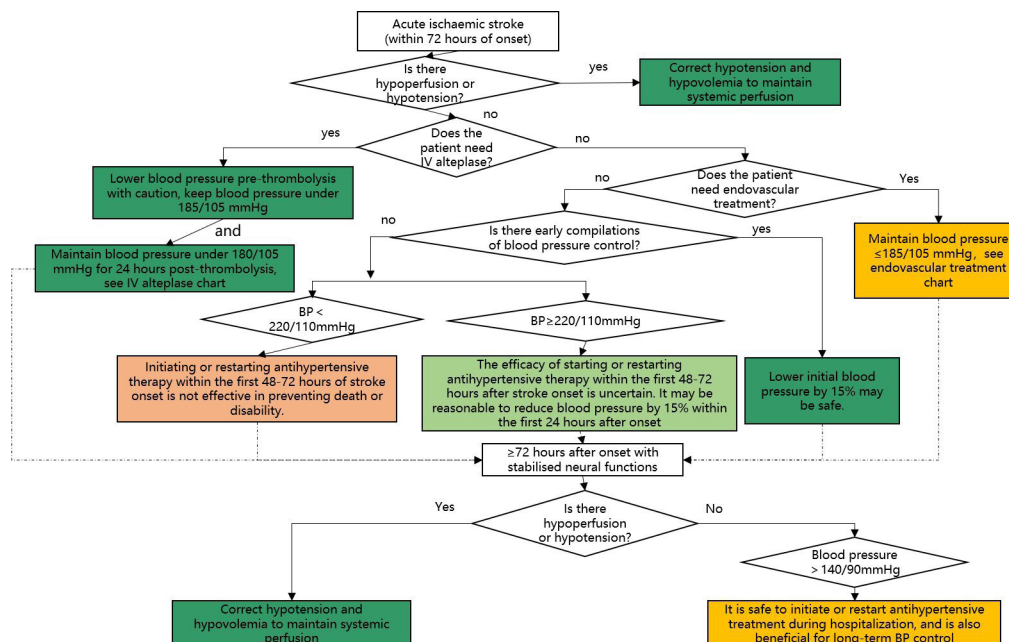 Acute ischaemic stroke
(within 72 hours of onset)
Is there
hypoperfusion or
hypotension?
yes
Correct hypotension and
hypovolemia to maintain
systemic perfusion
no
yes
Does the
patient need
IV alteplase?
no
Lower blood pressure pre-thrombolysis
with caution, keep blood pressure under
185/105 mmHg
and
Maintain blood pressure under 180/105
mmHg for 24 hours post-thrombolysis,
see IV alteplase chart
no
Does the patient
need endovascular
treatment?
Yes
Maintain blood pressure
≤185/105 mmHg, see
endovascular treatment
chart
no
Is there early compilations
of blood pressure control?
yes
Lower initial blood
pressure by 15% may
be safe.
BP <
220/110mmHg
BP≥220/110mmHg
Initiating or restarting antihypertensive
therapy within the first 48-72 hours of stroke
onset is not effective in preventing death or
disability.
The efficacy of starting or restarting
antihypertensive therapy within the first 48-72
hours after stroke onset is uncertain. It may be
reasonable to reduce blood pressure by 15% within
the first 24 hours after onset
≥72 hours after onset with
stabilised neural functions
Yes
Is there
hypoperfusion
or hypotension?
No
Blood pressure
> 140/90mmHg
Correct hypotension and
hypovolemia to maintain systemic
perfusion
It is safe to initiate or restart antihypertensive
treatment during hospitalization, and is also
beneficial for long-term BP control